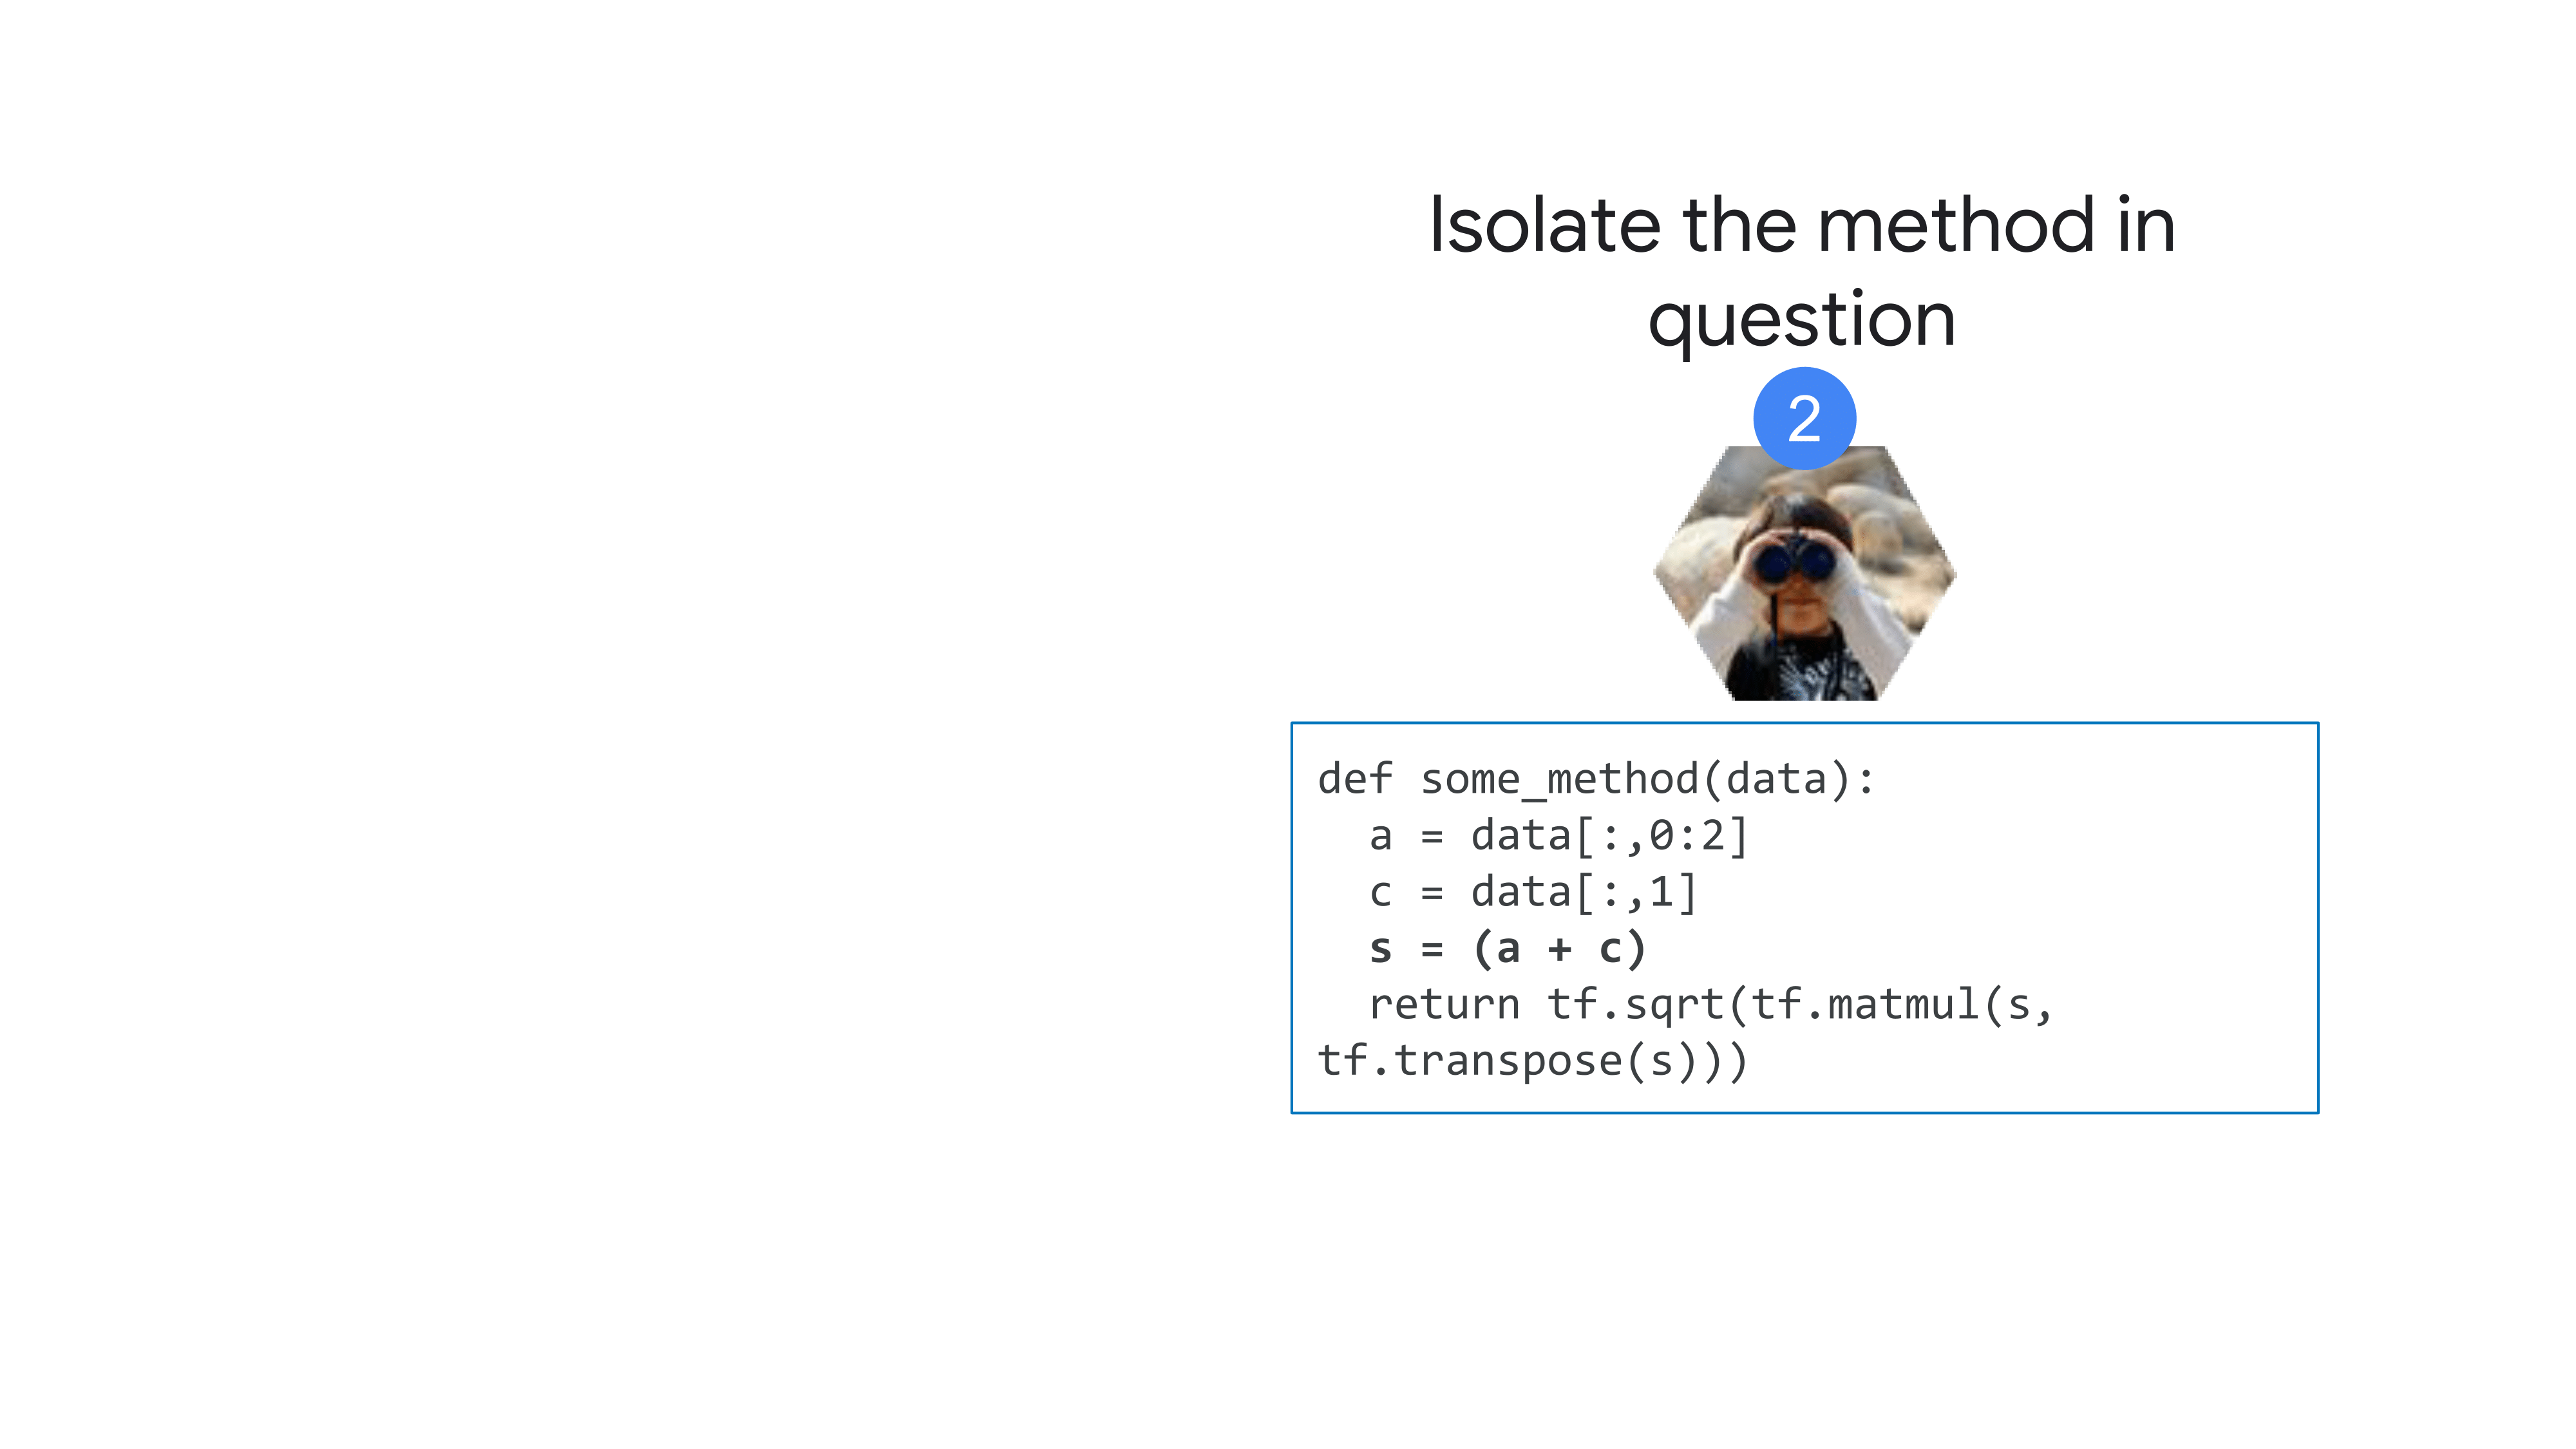 Isolate the method in
question
2
def some_method(data):
  a = data[:,0:2]
  c = data[:,1]
  s = (a + c)
  return tf.sqrt(tf.matmul(s,
tf.transpose(s)))